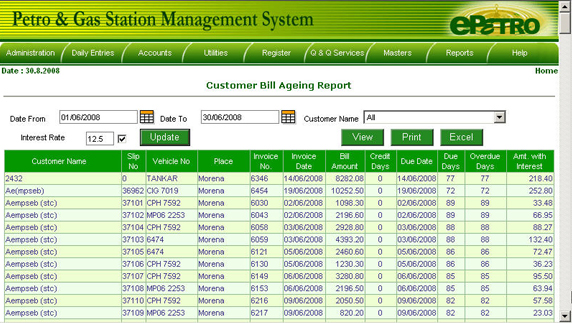 Petro & Gas Station Management System
ePetRO
Administration Daily Entries Accounts Utilities Register Q & Q Services Masters Reports Help
Date : 30.8.2008 Home
Customer Bill Ageing Report
Date From 01/06/2008 Date To 30/06/2008 Customer Name All
Interest Rate 12.5 Update View Print Excel
Customer Name Slip No Vehicle No Place Invoice No. Invoice Date Bill Amount Credit Days Due Date Due Days Overdue Days Amt. with Interest
2432 0 TANKAR Morena 6346 14/06/2008 8282.08 0 14/06/2008 77 77 218.40
Ae(mpseb) 36962 CIG 7019 Morena 6454 19/06/2008 10252.50 0 19/06/2008 72 72 252.80
Aempseb (stc) 37101 CPH 7592 Morena 6030 02/06/2008 1098.30 0 02/06/2008 89 89 33.48
Aempseb (stc) 37102 MP06 2253 Morena 6043 02/06/2008 2196.60 0 02/06/2008 89 89 66.95
Aempseb (stc) 37104 CPH 7592 Morena 6058 03/06/2008 2928.80 0 03/06/2008 88 88 88.27
Aempseb (stc) 37103 6474 Morena 6059 03/06/2008 4393.20 0 03/06/2008 88 88 132.40
Aempseb (stc) 37105 6474 Morena 6121 05/06/2008 2460.60 0 05/06/2008 86 86 72.47
Aempseb (stc) 37106 CPH 7592 Morena 6130 05/06/2008 1230.30 0 05/06/2008 86 86 36.23
Aempseb (stc) 37107 CPH 7592 Morena 6149 06/06/2008 3280.80 0 06/06/2008 85 85 95.50
Aempseb (stc) 37108 MP06 2253 Morena 6153 06/06/2008 2196.50 0 06/06/2008 85 85 63.94
Aempseb (stc) 37110 CPH 7592 Morena 6216 09/06/2008 2050.50 0 09/06/2008 82 82 57.58
Aempseb (stc) 37109 MP06 2253 Morena 6217 09/06/2008 820.20 0 09/06/2008 82 82 23.03